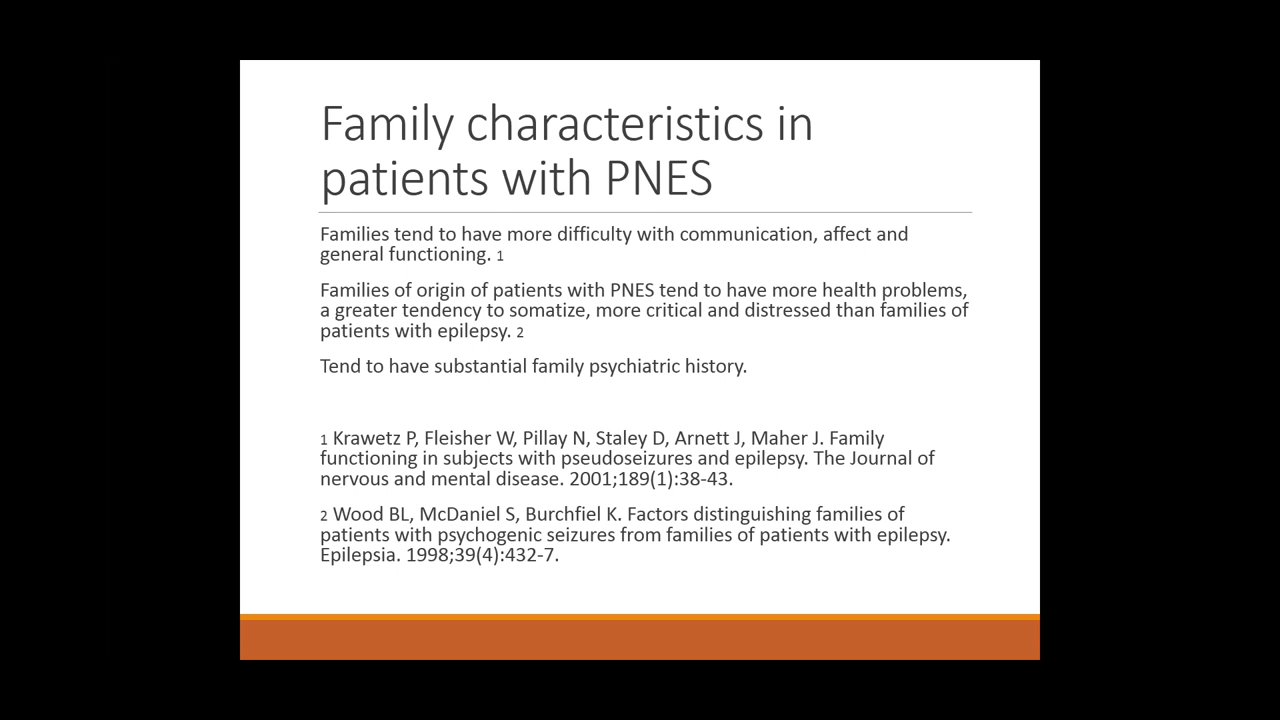 Family characteristics in
patients with PNES
Families tend to have more difficulty with communication, affect and
general functioning. 1
Families of origin of patients with PNES tend to have more health problems,
a greater tendency to somatize, more critical and distressed than families of
patients with epilepsy. 2
Tend to have substantial family psychiatric history.
1 Krawetz P, Fleisher W, Pillay N, Staley D, Arnett J, Maher J. Family
functioning in subjects with pseudoseizures and epilepsy. The Journal of
nervous and mental disease. 2001;189(1):38-43.
2 Wood BL, McDaniel S, Burchfiel K. Factors distinguishing families of
patients with psychogenic seizures from families of patients with epilepsy.
Epilepsia. 1998;39(4):432-7.